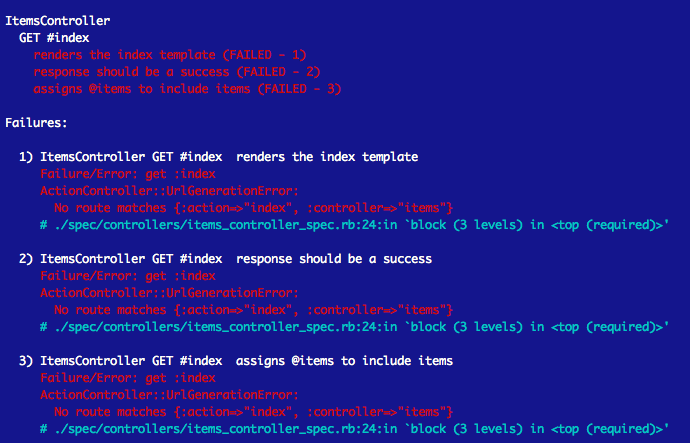 ItemsController
  GET #index
    renders the index template (FAILED - 1)
    response should be a success (FAILED - 2)
    assigns @items to include items (FAILED - 3)

Failures:

  1) ItemsController GET #index  renders the index template
     Failure/Error: get :index
     ActionController::UrlGenerationError:
       No route matches {:action=>"index", :controller=>"items"}
     # ./spec/controllers/items_controller_spec.rb:24:in `block (3 levels) in <top (required)>'

  2) ItemsController GET #index  response should be a success
     Failure/Error: get :index
     ActionController::UrlGenerationError:
       No route matches {:action=>"index", :controller=>"items"}
     # ./spec/controllers/items_controller_spec.rb:24:in `block (3 levels) in <top (required)>'

  3) ItemsController GET #index  assigns @items to include items
     Failure/Error: get :index
     ActionController::UrlGenerationError:
       No route matches {:action=>"index", :controller=>"items"}
     # ./spec/controllers/items_controller_spec.rb:24:in `block (3 levels) in <top (required)>'